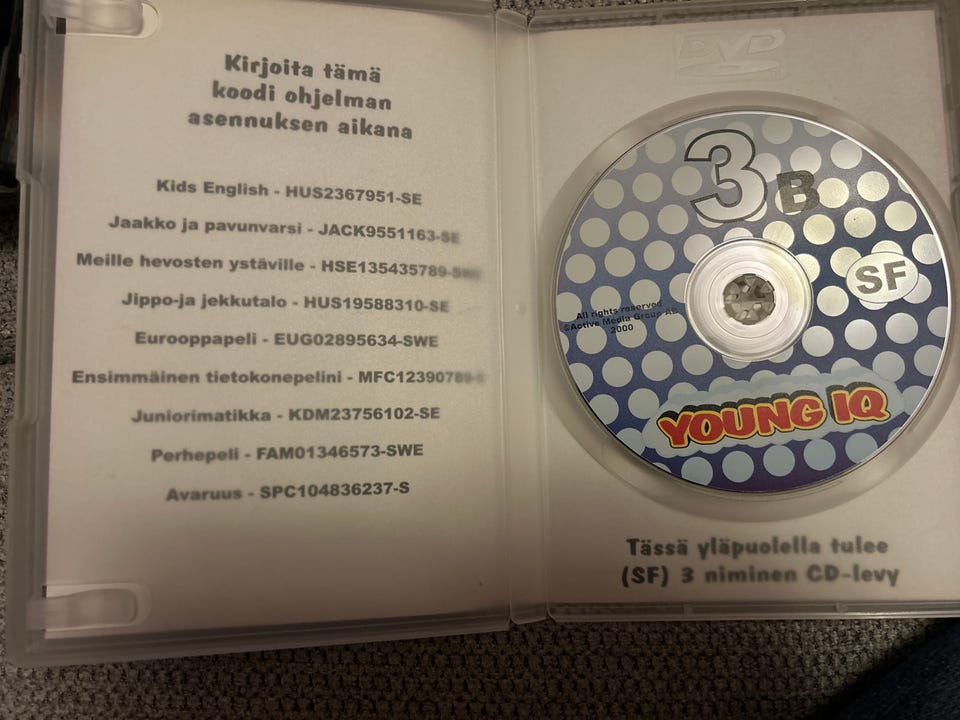 Kirjoita tämä
koodi ohjelman
asennuksen aikana
Kids English - HUS2367951-SE
Jaakko ja pavunvarsi - JACK9551163-SE
Meille hevosten ystäville - HSE135435789-SWE
Jippo-ja jekkutalo - HUS19588310-SE
Eurooppapeli - EUG02895634-SWE
Ensimmäinen tietokonepelini -
Juniorimatikka - KDM23756102-SE
Perhepeli - FAM01346573-SWE
Avaruus - SPC104836237-S
DVD
3
B
SF
All rights reserved
©Active Media Group AB
2000
YOUNG IQ
Tässä yläpuolella tulee
(SF) 3 niminen CD-levy